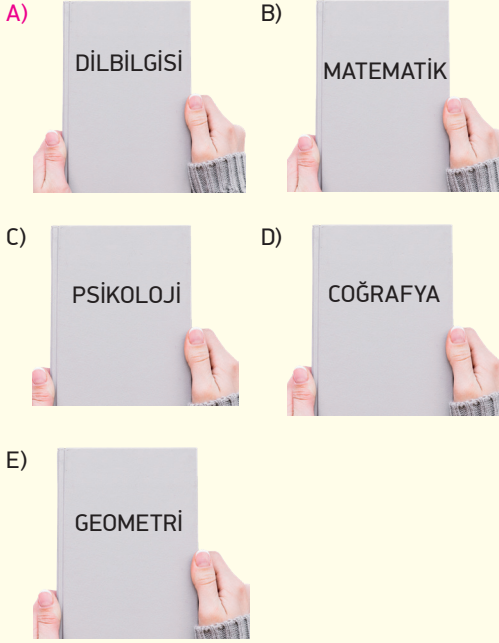 A)
DİLBİLGİSİ
B)
MATEMATİK
C)
PSİKOLOJİ
D)
COĞRAFYA
E)
GEOMETRİ